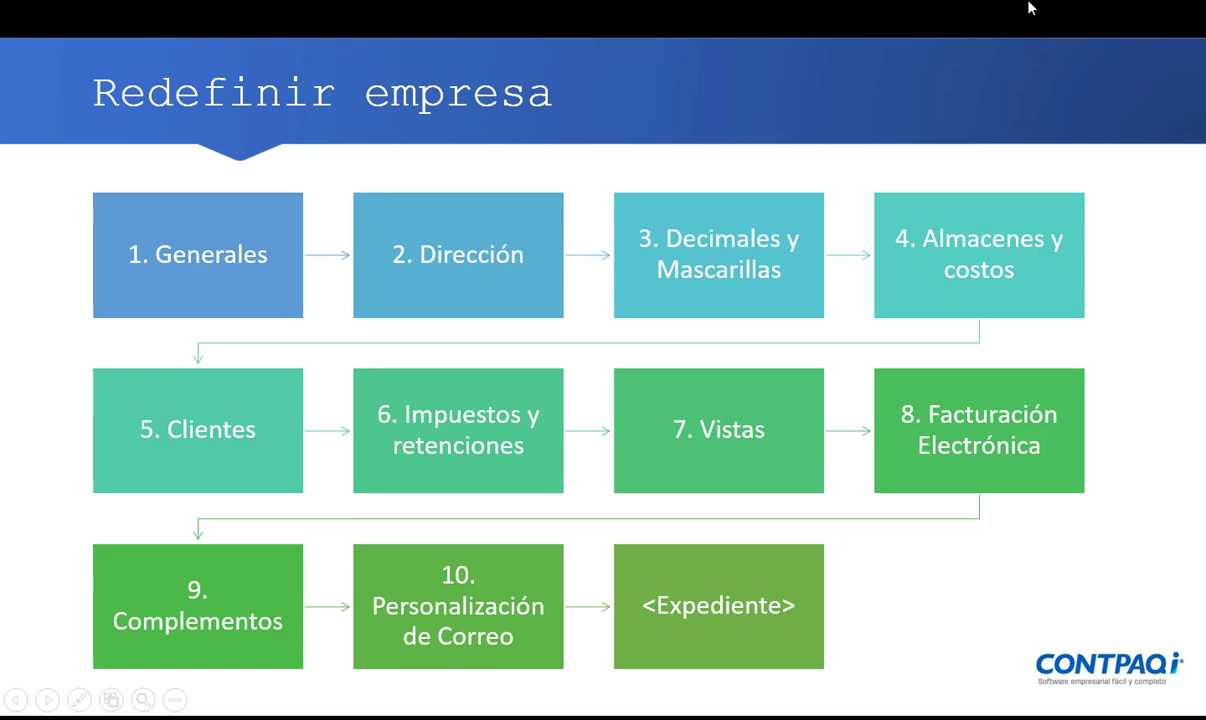 Redefinir empresa
1. Generales
2. Dirección
3. Decimales y
Mascarillas
4. Almacenes y
costos
5. Clientes
6. Impuestos y
retenciones
7. Vistas
8. Facturación
Electrónica
9.
Complementos
10.
Personalización
de Correo
<Expediente>
CONTPAQi®
Software empresarial fácil y completo